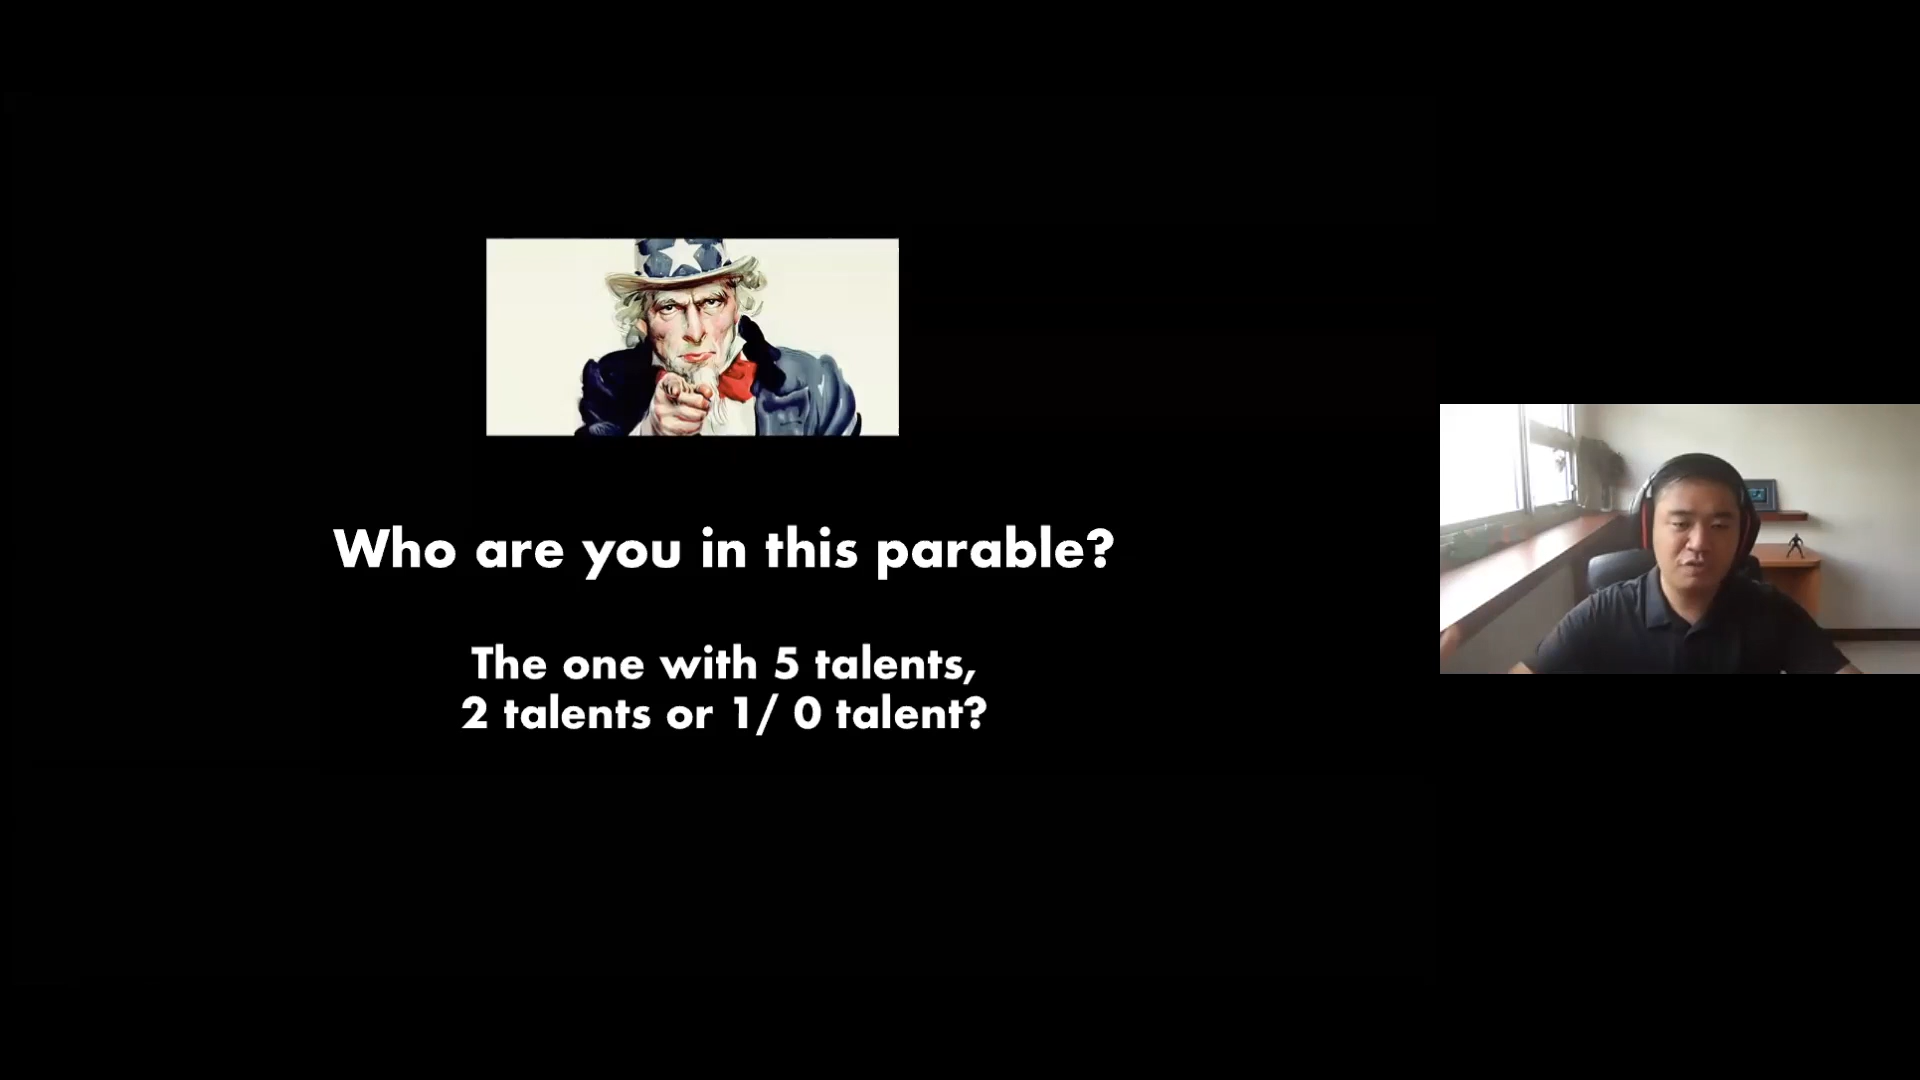 Who are you in this parable?
The one with 5 talents,
2 talents or 1/ 0 talent?